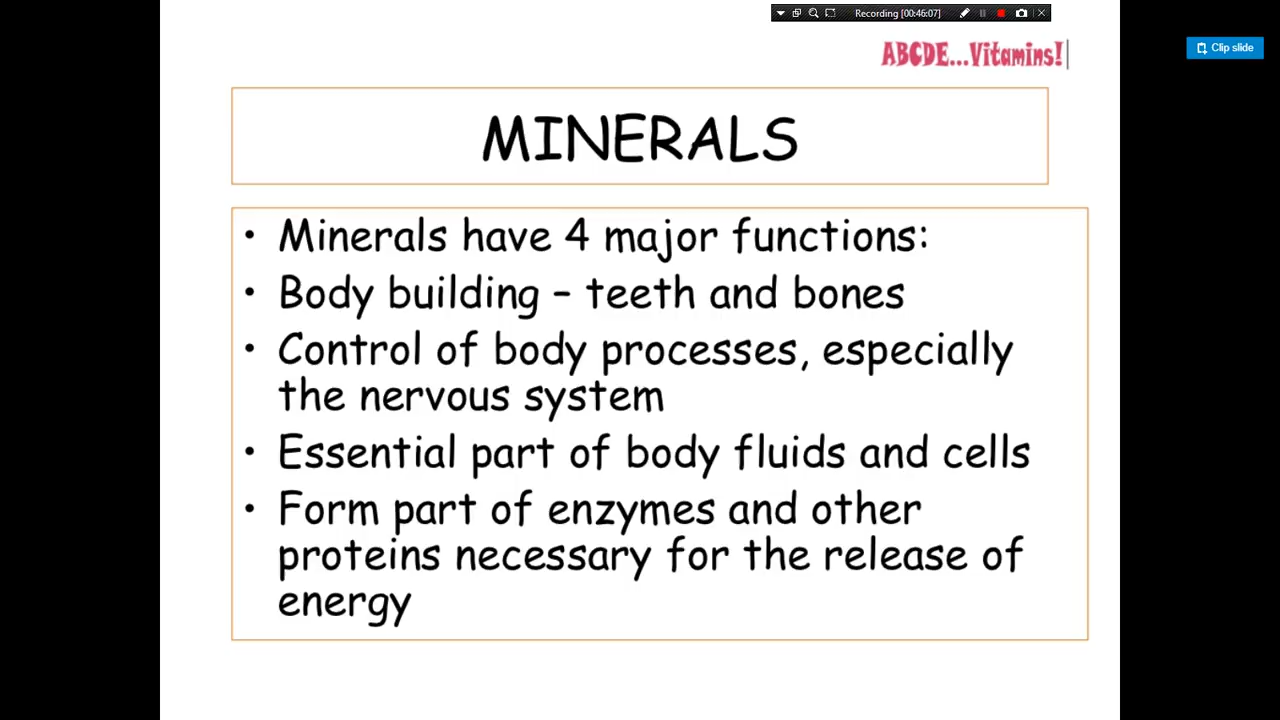 Recording [00:46:07]
ABCDE...Vitamins!
Clip slide
MINERALS
• Minerals have 4 major functions:
• Body building – teeth and bones
• Control of body processes, especially
the nervous system
• Essential part of body fluids and cells
• Form part of enzymes and other
proteins necessary for the release of
energy